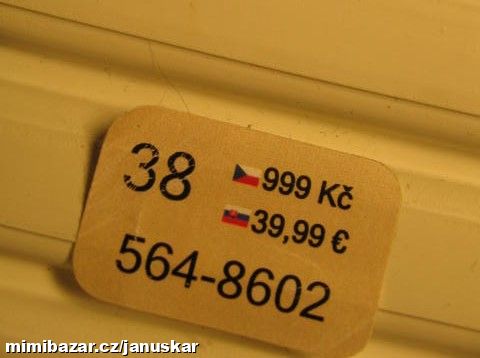 38
999 Kč
39,99 €
564-8602
mimibazar.cz/januskar